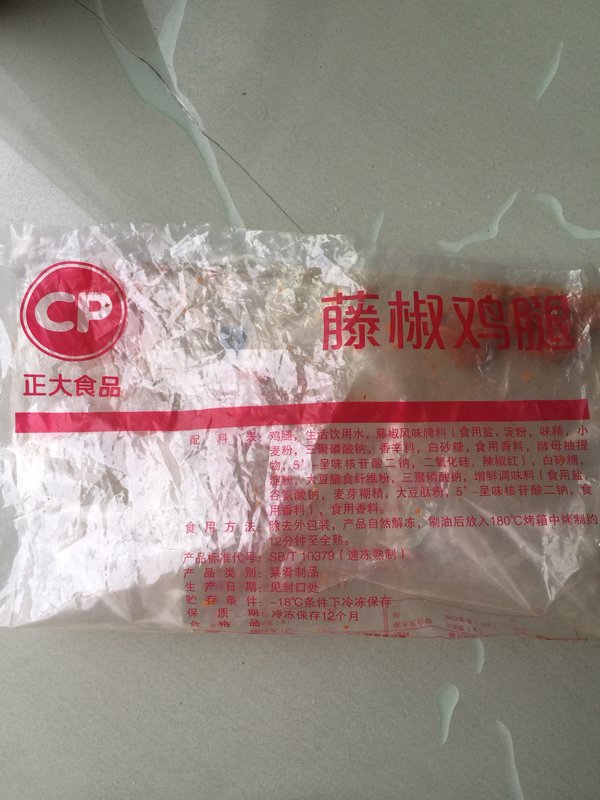 CP
正大食品
藤椒鸡腿
配料表：鸡腿，生活饮用水，藤椒风味腌料（食用盐，淀粉，味精，小
麦粉，三聚磷酸钠，香辛料，白砂糖，食用香料，酵母抽提
物，5'-呈味核苷酸二钠，二氧化硅，辣椒红），白砂糖，
淀粉，大豆膳食纤维粉，三聚磷酸钠，增鲜调味料（食用盐，
谷氨酸钠，麦芽糊精，大豆肽粉，5'-呈味核苷酸二钠，食
用香料），食用香料。
食用方法：除去外包装，产品自然解冻，刷油后放入180℃烤箱中烤制约
12分钟至全熟。
产品标准代号：SB/T 10379（速冻熟制）
产品类别：菜肴制品
生产日期：见封口处
贮存条件：-18℃条件下冷冻保存
保质期：冷冻保存12个月
合格品